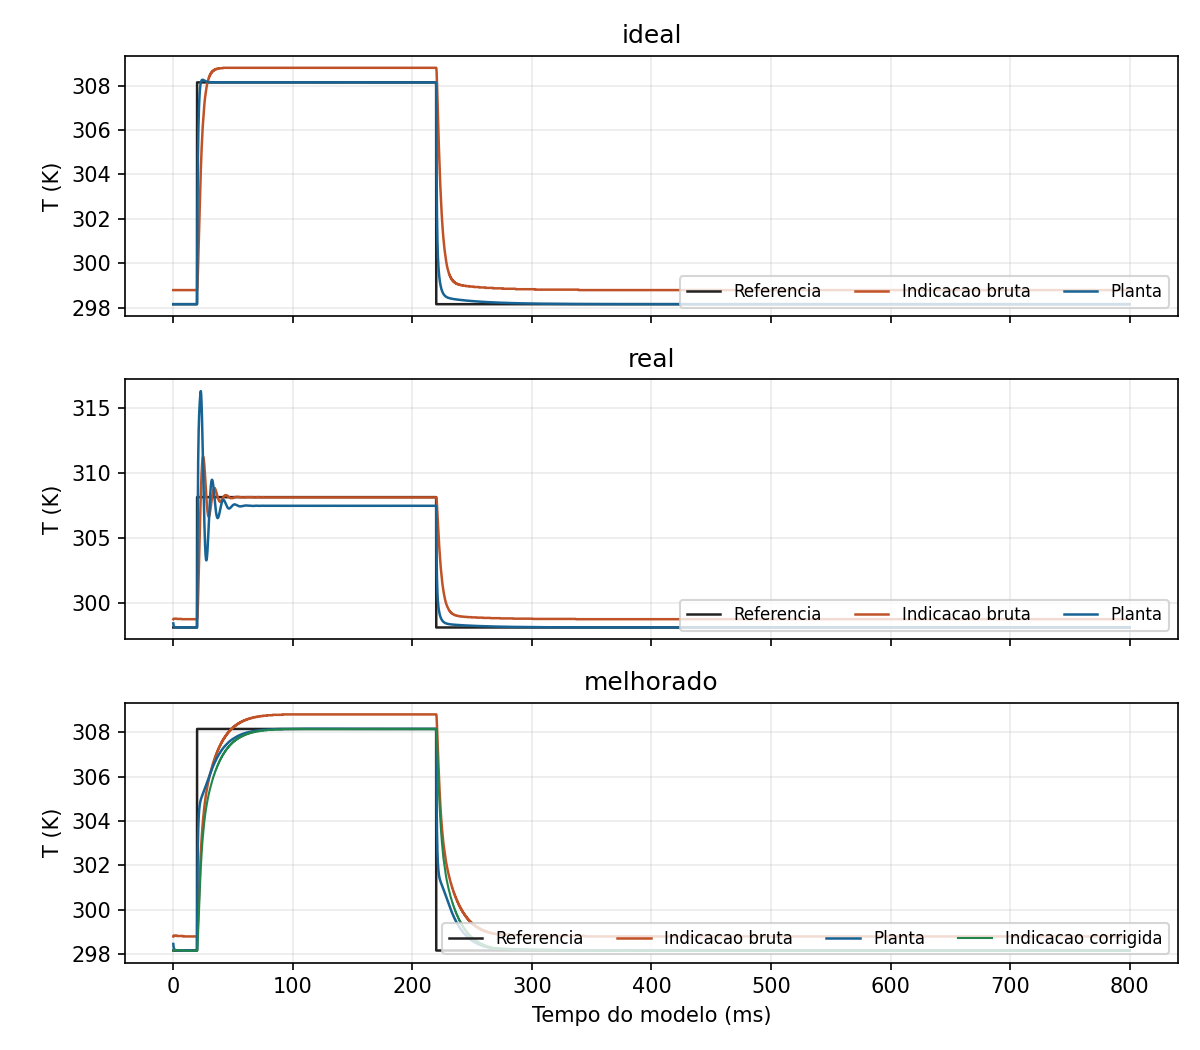 ideal
308
306
304
302
300
298
T (K)
Referencia Indicacao bruta Planta
real
315
310
305
300
T (K)
Referencia Indicacao bruta Planta
melhorado
308
306
304
302
300
298
T (K)
Referencia Indicacao bruta Planta Indicacao corrigida
0 100 200 300 400 500 600 700 800
Tempo do modelo (ms)